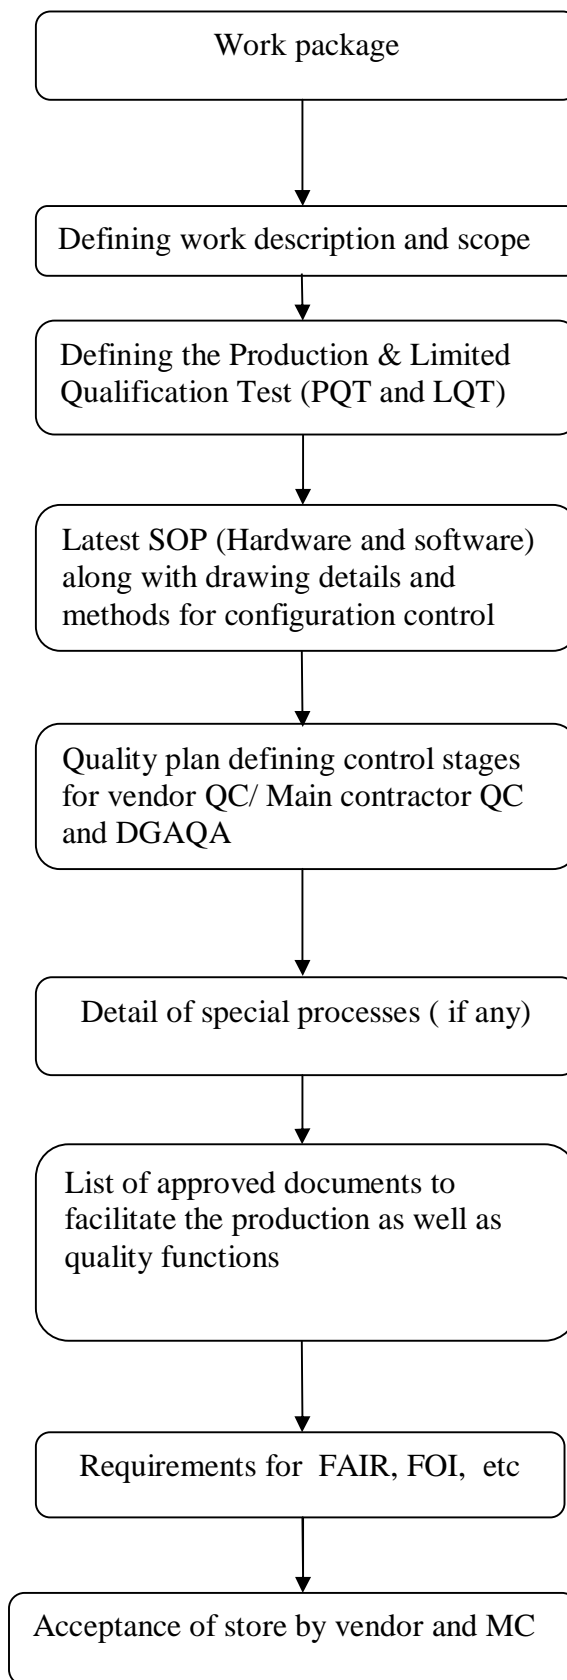 Work package
Defining work description and scope
Defining the Production & Limited
Qualification Test (PQT and LQT)
Latest SOP (Hardware and software)
along with drawing details and
methods for configuration control
Quality plan defining control stages
for vendor QC/ Main contractor QC
and DGAQA
Detail of special processes ( if any)
List of approved documents to
facilitate the production as well as
quality functions
Requirements for FAIR, FOI, etc
Acceptance of store by vendor and MC